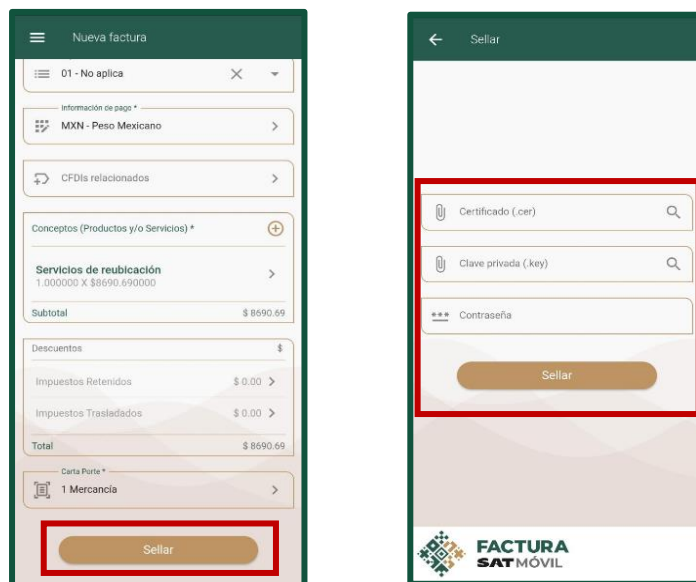 Nueva factura
01 - No aplica
Información de pago *
MXN - Peso Mexicano
CFDIs relacionados
Conceptos (Productos y/o Servicios) *
Servicios de reubicación
1.000000 X $8690.690000
Subtotal $ 8690.69
Descuentos $
Impuestos Retenidos $ 0.00
Impuestos Trasladados $ 0.00
Total $ 8690.69
Carta Porte *
1 Mercancía
Sellar
Sellar
Certificado (.cer)
Clave privada (.key)
Contraseña
Sellar
FACTURA
SAT MÓVIL